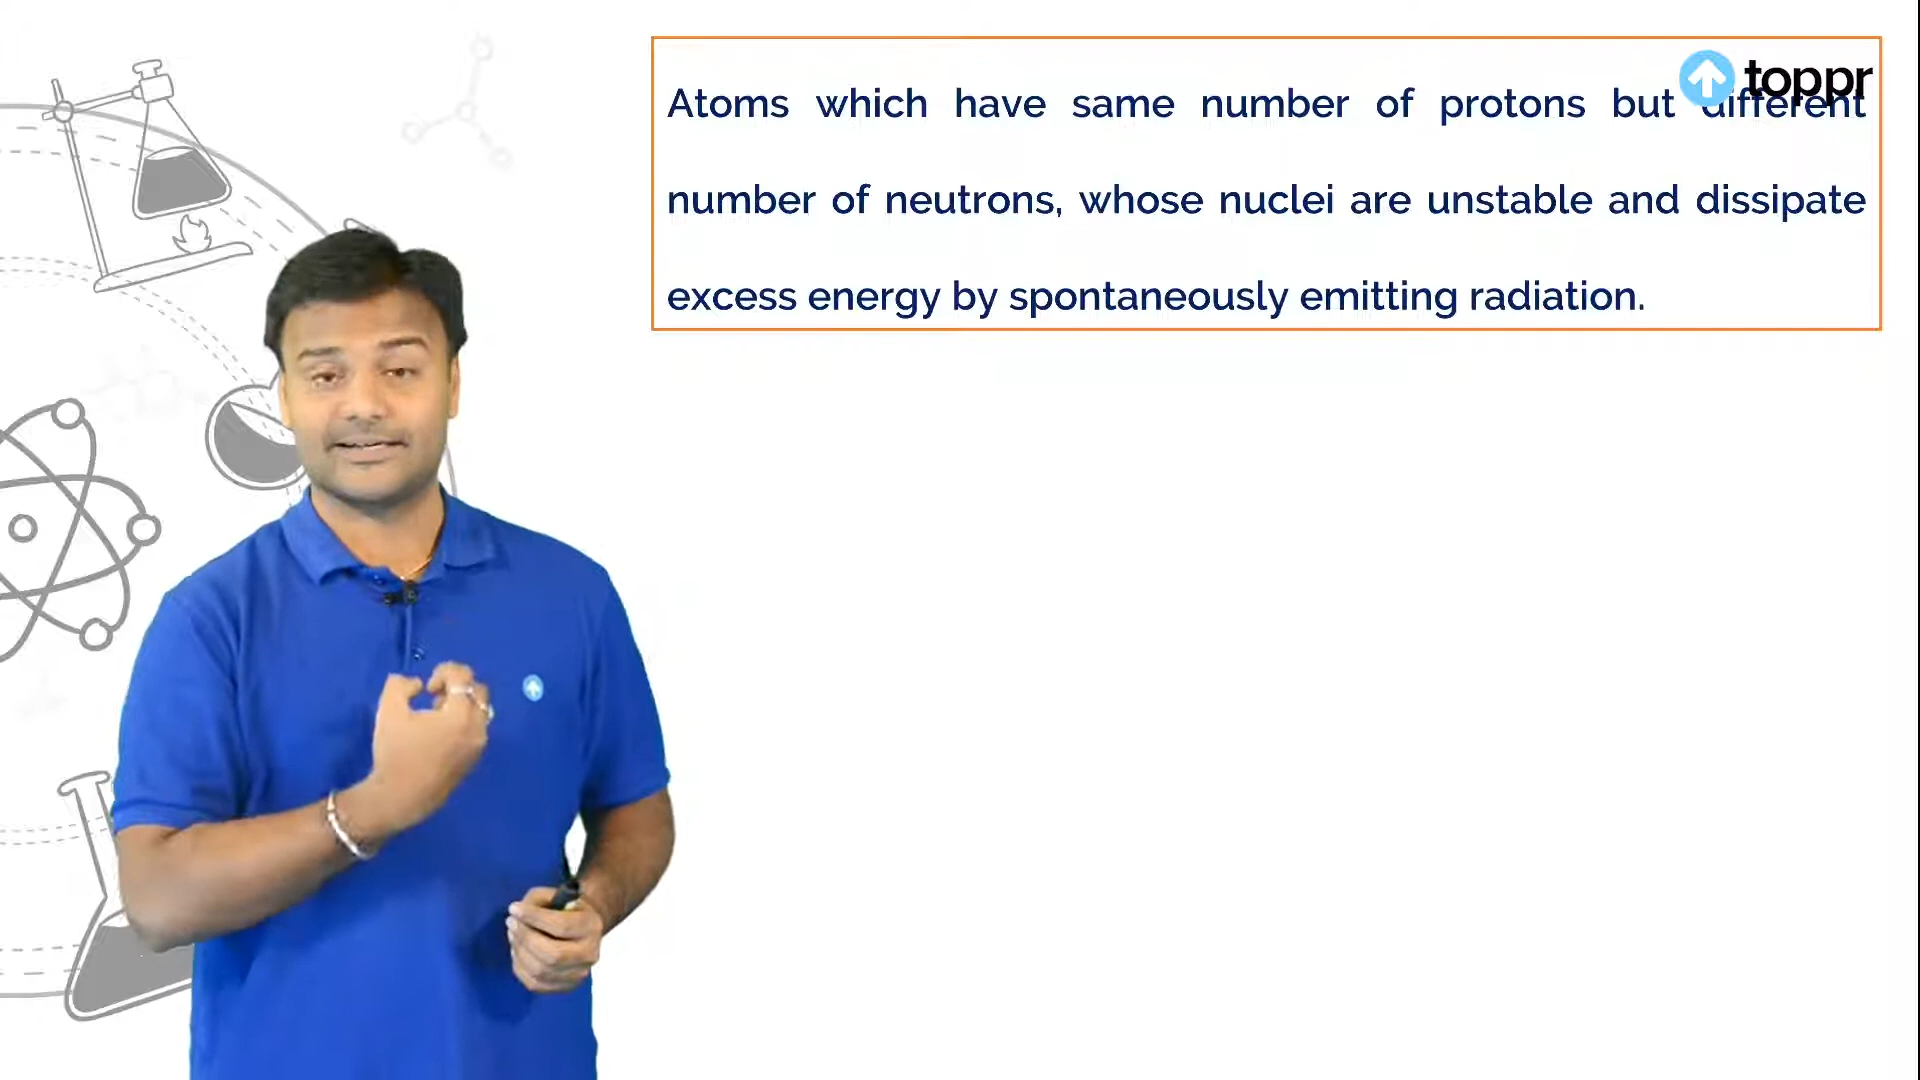 toppr
Atoms which have same number of protons but different
number of neutrons, whose nuclei are unstable and dissipate
excess energy by spontaneously emitting radiation.